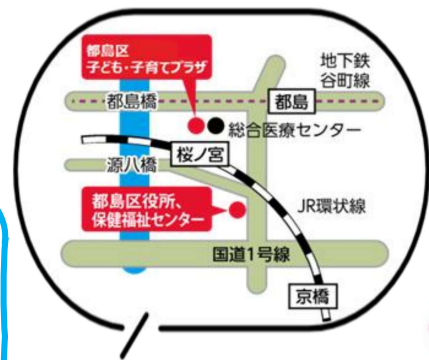 都島区
子ども・子育てプラザ
地下鉄
谷町線
都島橋
都島
総合医療センター
桜ノ宮
源八橋
都島区役所、
保健福祉センター
JR環状線
国道1号線
京橋